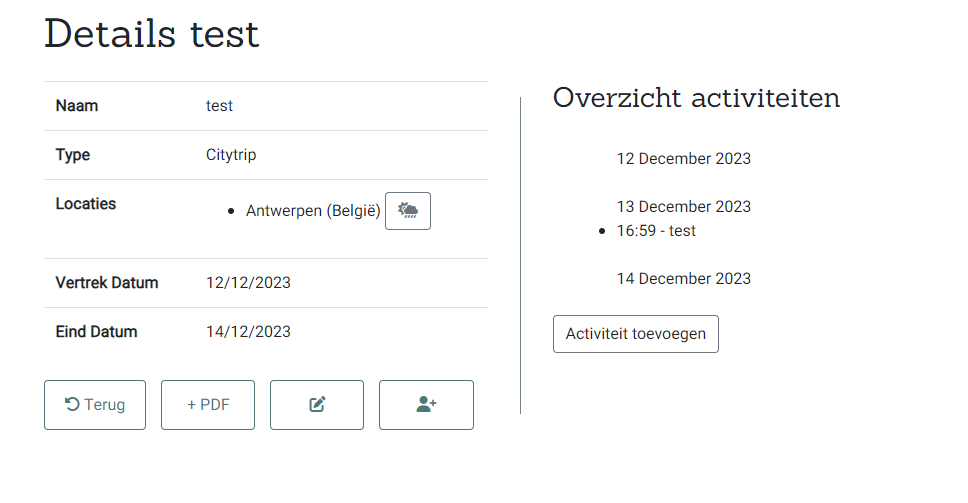 Details test
Naam test
Type Citytrip
Locaties
• Antwerpen (België)
Vertrek Datum 12/12/2023
Eind Datum 14/12/2023
Terug
+ PDF
Overzicht activiteiten
12 December 2023
13 December 2023
• 16:59 - test
14 December 2023
Activiteit toevoegen